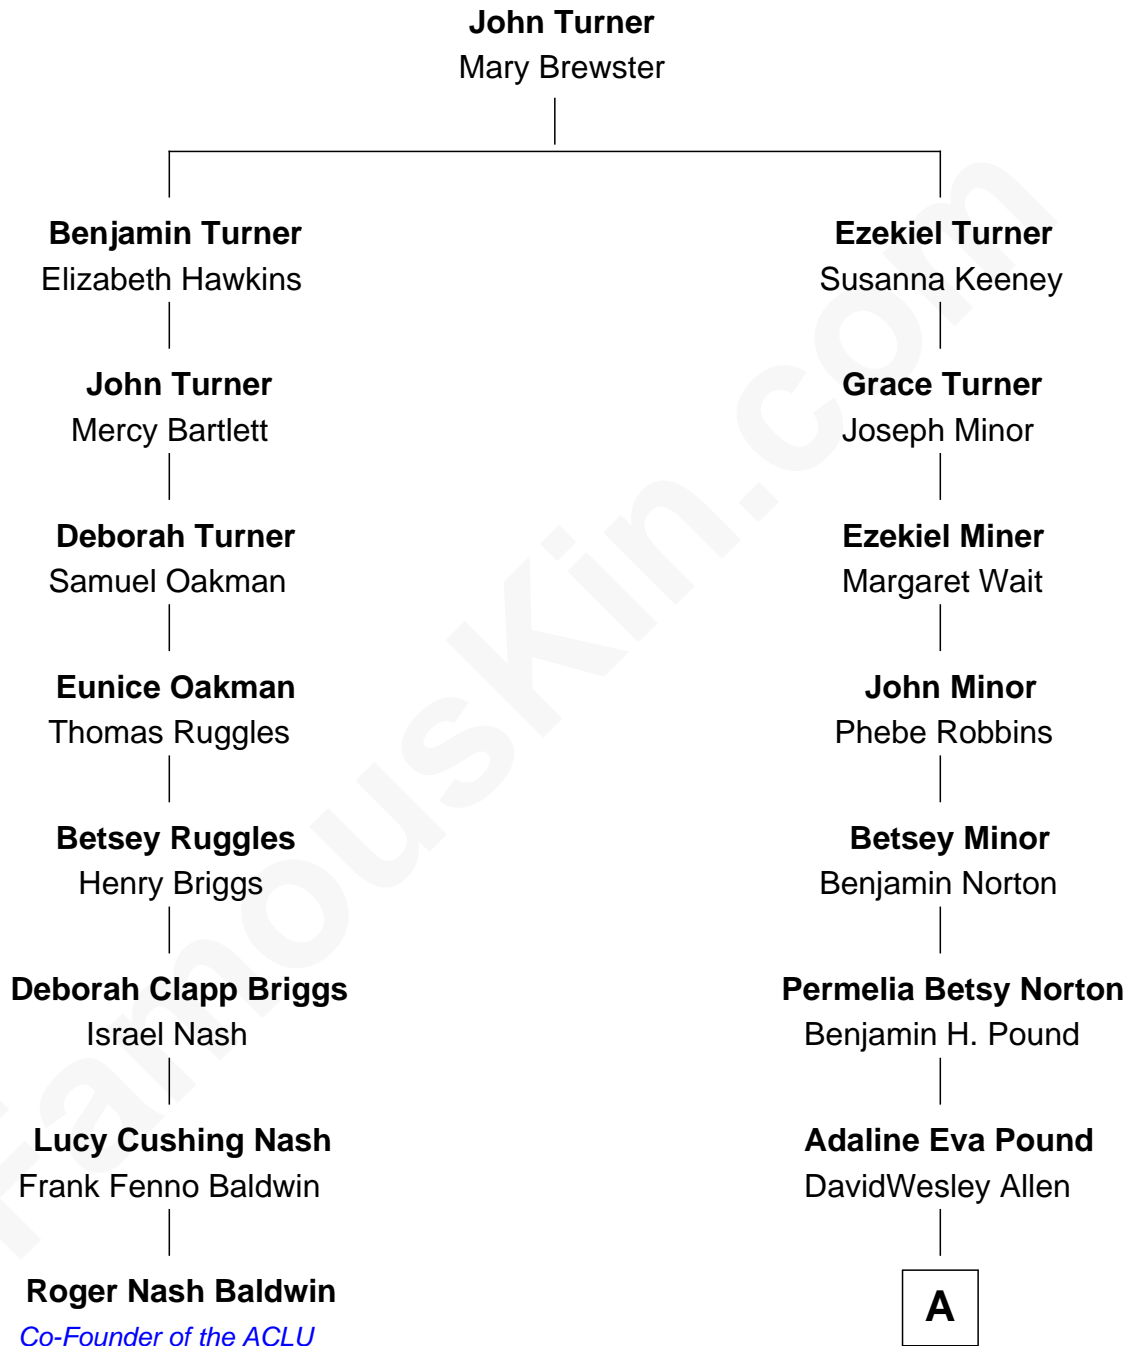 John Turner
Mary Brewster
Benjamin Turner
Elizabeth Hawkins
Ezekiel Turner
Susanna Keeney
John Turner
Mercy Bartlett
Grace Turner
Joseph Minor
Deborah Turner
Samuel Oakman
Ezekiel Miner
Margaret Wait
Eunice Oakman
Thomas Ruggles
John Minor
Phebe Robbins
Betsey Ruggles
Henry Briggs
Betsey Minor
Benjamin Norton
Deborah Clapp Briggs
Israel Nash
Permelia Betsy Norton
Benjamin H. Pound
Lucy Cushing Nash
Frank Fenno Baldwin
Adaline Eva Pound
DavidWesley Allen
Roger Nash Baldwin
Co-Founder of the ACLU
A
FamousKin.com